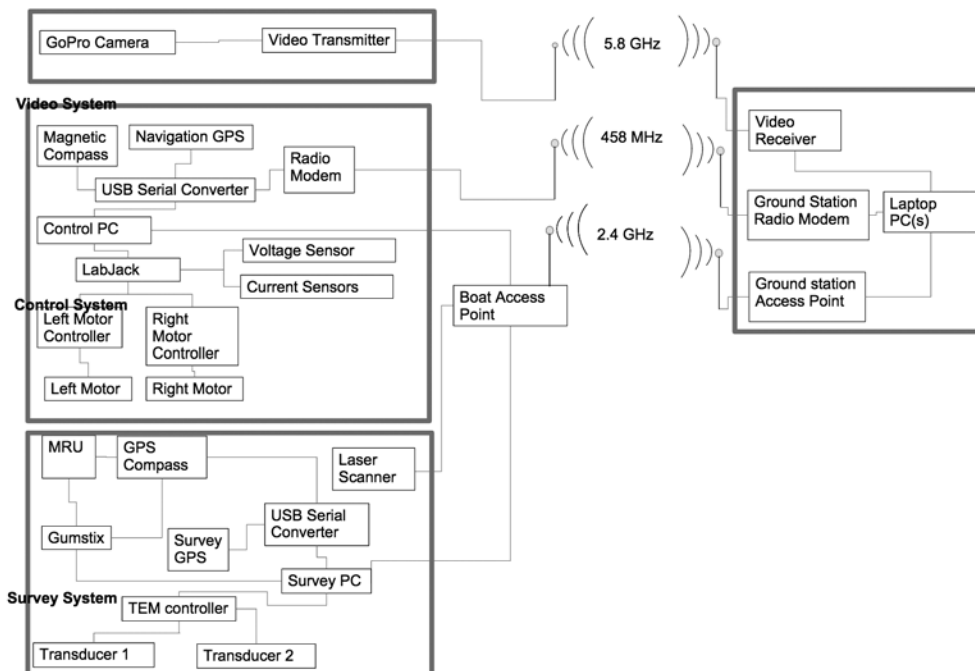 GoPro Camera
Video Transmitter
5.8 GHz
Video System
Magnetic
Compass
Navigation GPS
Radio
Modem
USB Serial Converter
Control PC
LabJack
Voltage Sensor
Current Sensors
Control System
Left Motor
Controller
Right
Motor
Controller
Left Motor
Right Motor
458 MHz
2.4 GHz
Boat Access
Point
Video
Receiver
Ground Station
Radio Modem
Laptop
PC(s)
Ground station
Access Point
MRU
GPS
Compass
Laser
Scanner
Gumstix
Survey
GPS
USB Serial
Converter
Survey PC
Survey System
TEM controller
Transducer 1
Transducer 2